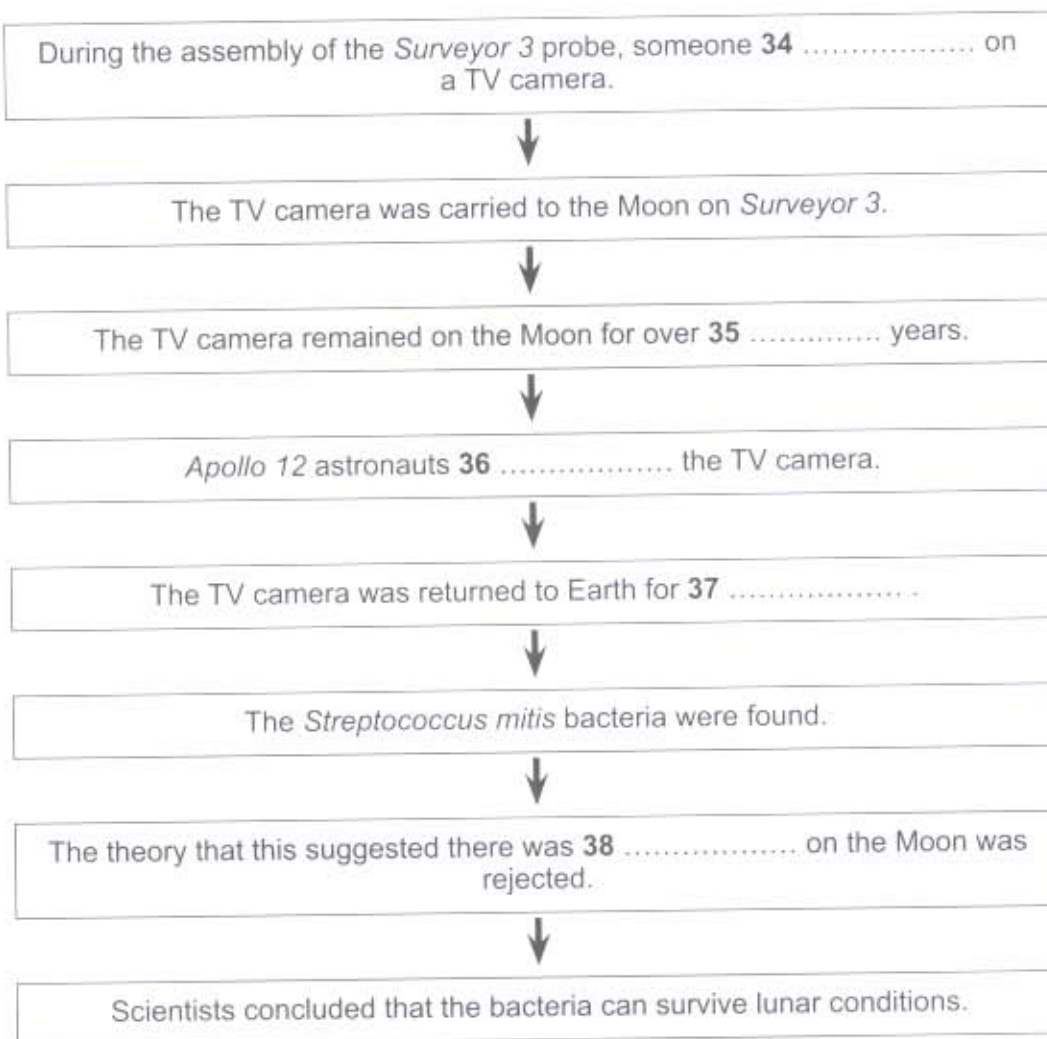 During the assembly of the Surveyor 3 probe, someone 34 .................. on
a TV camera.
The TV camera was carried to the Moon on Surveyor 3.
The TV camera remained on the Moon for over 35 .............. years.
Apollo 12 astronauts 36 .................. the TV camera.
The TV camera was returned to Earth for 37 .................. .
The Streptococcus mitis bacteria were found.
The theory that this suggested there was 38 .................. on the Moon was
rejected.
Scientists concluded that the bacteria can survive lunar conditions.